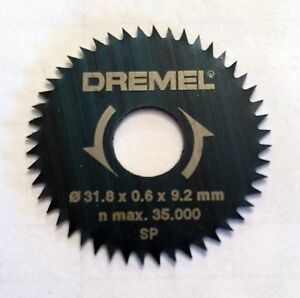 DREMEL®
Ø 31.8 x 0.6 x 9.2 mm
n max. 35.000
SP